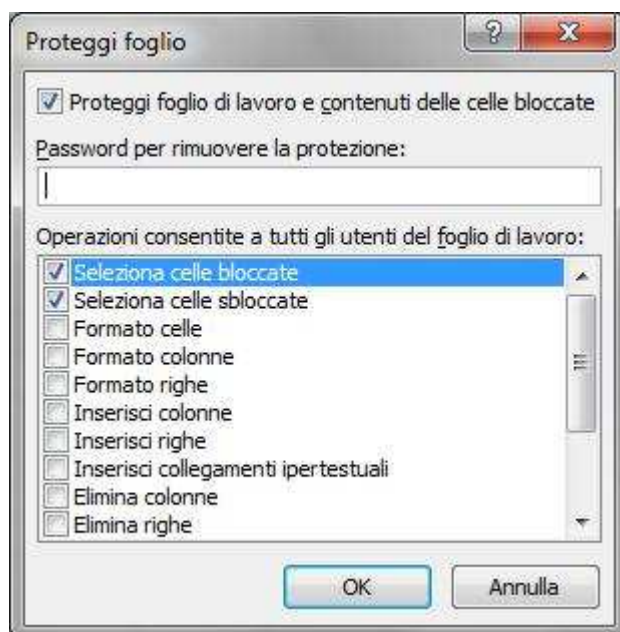 Proteggi foglio
Proteggi foglio di lavoro e contenuti delle celle bloccate
Password per rimuovere la protezione:
Operazioni consentite a tutti gli utenti del foglio di lavoro:
Seleziona celle bloccate
Seleziona celle sbloccate
Formato celle
Formato colonne
Formato righe
Inserisci colonne
Inserisci righe
Inserisci collegamenti ipertestuali
Elimina colonne
Elimina righe
OK Annulla